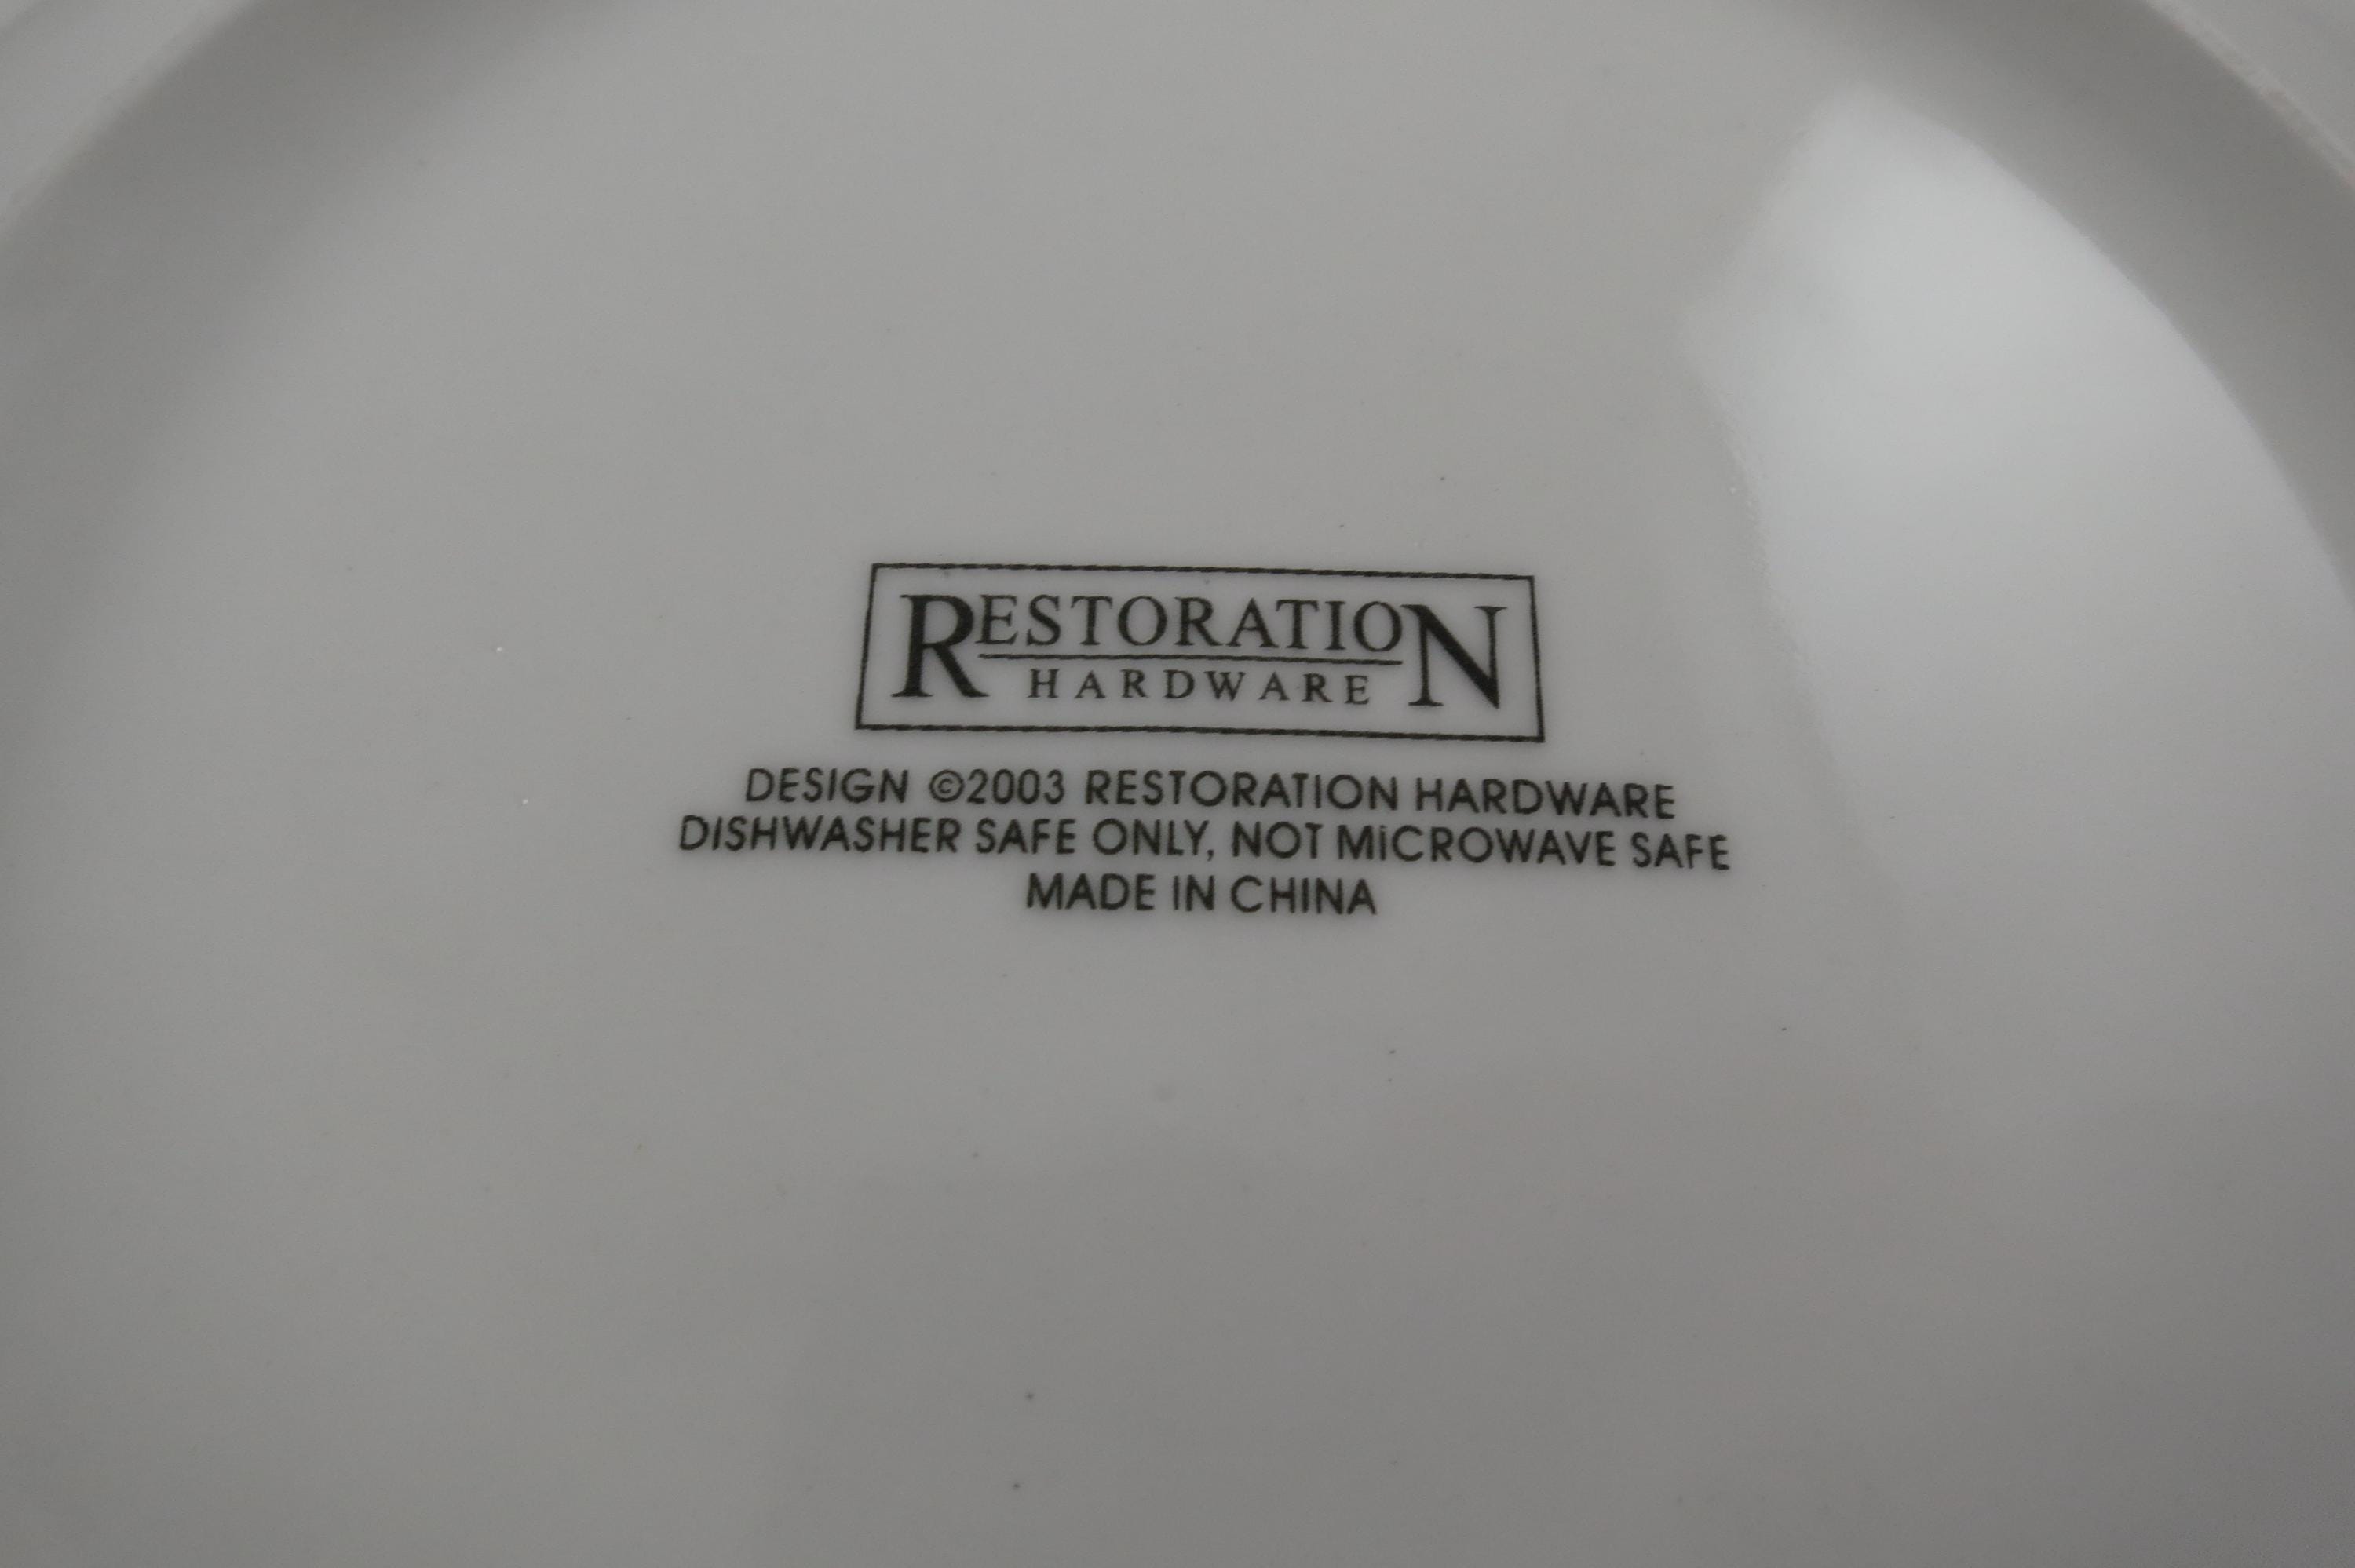 RESTORATION
HARDWARE
DESIGN ©2003 RESTORATION HARDWARE
DISHWASHER SAFE ONLY, NOT MiCROWAVE SAFE
MADE IN CHINA